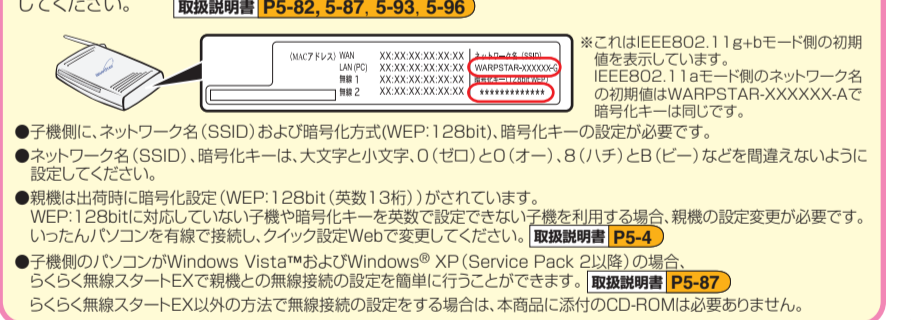 してください。 取扱説明書 P5-82, 5-87, 5-93, 5-96
(MACアドレス) WAN XX:XX:XX:XX:XX:XX ネットワーク名 (SSID)
LAN (PC) XX:XX:XX:XX:XX:XX WARPSTAR-XXXXXX-G
無線 1 XX:XX:XX:XX:XX:XX 暗号化キー(128bit WEP)
無線 2 XX:XX:XX:XX:XX:XX *************
※これはIEEE802.11g+bモード側の初期
値を表示しています。
IEEE802.11aモード側のネットワーク名
の初期値はWARPSTAR-XXXXXX-Aで
暗号化キーは同じです。
●子機側に、ネットワーク名(SSID)および暗号化方式(WEP:128bit)、暗号化キーの設定が必要です。
●ネットワーク名(SSID)、暗号化キーは、大文字と小文字、0(ゼロ)とO(オー)、8(ハチ)とB(ビー)などを間違えないように
設定してください。
●親機は出荷時に暗号化設定(WEP:128bit(英数13桁))がされています。
WEP:128bitに対応していない子機や暗号化キーを英数で設定できない子機を利用する場合、親機の設定変更が必要です。
いったんパソコンを有線で接続し、クイック設定Webで変更してください。 取扱説明書 P5-4
●子機側のパソコンがWindows Vista™およびWindows® XP(Service Pack 2以降)の場合、
らくらく無線スタートEXで親機との無線接続の設定を簡単に行うことができます。 取扱説明書 P5-87
らくらく無線スタートEX以外の方法で無線接続の設定をする場合は、本商品に添付のCD-ROMは必要ありません。